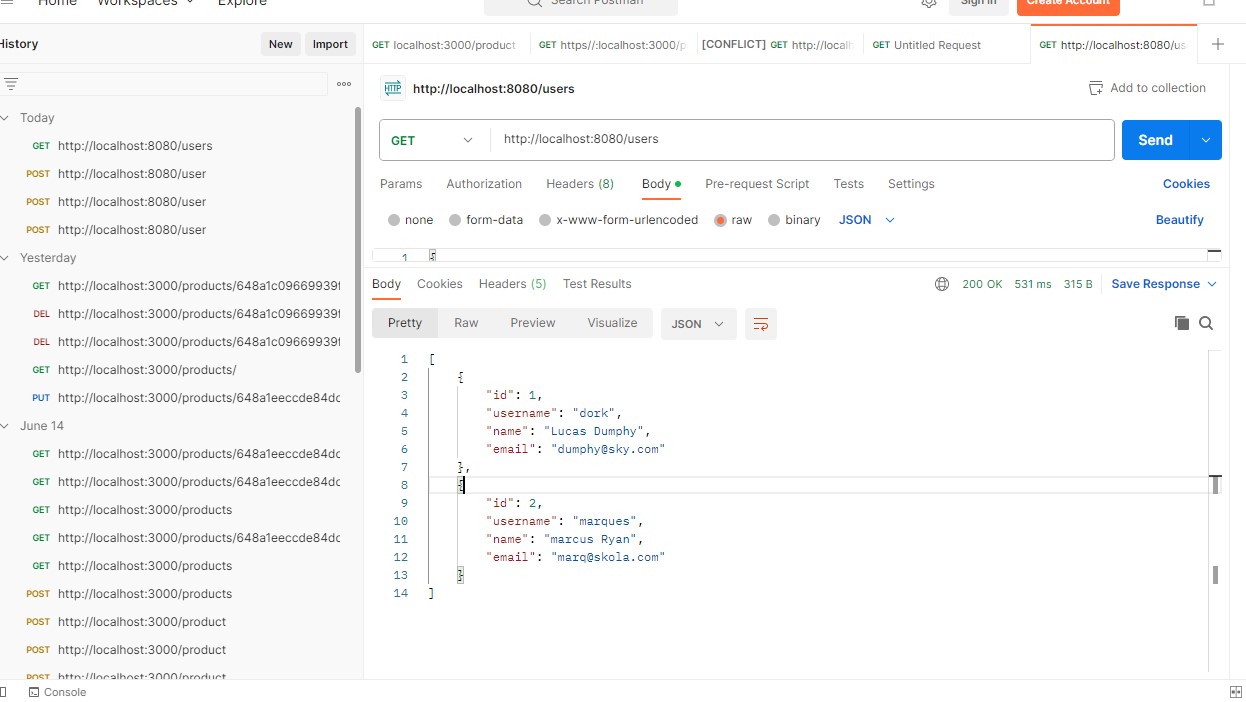 Home Workspaces Explore Search Postman Sign in Create Account
History New Import
GET localhost:3000/product GET https//:localhost:3000/p [CONFLICT] GET http://local GET Untitled Request GET http://localhost:8080/us
HTTP http://localhost:8080/users Add to collection
GET http://localhost:8080/users Send
Params Authorization Headers (8) Body Pre-request Script Tests Settings Cookies
none form-data x-www-form-urlencoded raw binary JSON Beautify
1 {
Today
GET http://localhost:8080/users
POST http://localhost:8080/user
POST http://localhost:8080/user
POST http://localhost:8080/user
Yesterday
GET http://localhost:3000/products/648a1c09669939f
DEL http://localhost:3000/products/648a1c09669939f
DEL http://localhost:3000/products/648a1c09669939f
GET http://localhost:3000/products/
PUT http://localhost:3000/products/648a1eeccde84dc
June 14
GET http://localhost:3000/products/648a1eeccde84dc
GET http://localhost:3000/products/648a1eeccde84dc
GET http://localhost:3000/products
GET http://localhost:3000/products/648a1eeccde84dc
GET http://localhost:3000/products
POST http://localhost:3000/products
POST http://localhost:3000/product
POST http://localhost:3000/product
POST http://localhost:3000/product
Body Cookies Headers (5) Test Results 200 OK 531 ms 315 B Save Response
Pretty Raw Preview Visualize JSON
1 [
2 {
3 "id": 1,
4 "username": "dork",
5 "name": "Lucas Dumphy",
6 "email": "dumphy@sky.com"
7 },
8 {
9 "id": 2,
10 "username": "marques",
11 "name": "marcus Ryan",
12 "email": "marq@skola.com"
13 }
14 ]
Console